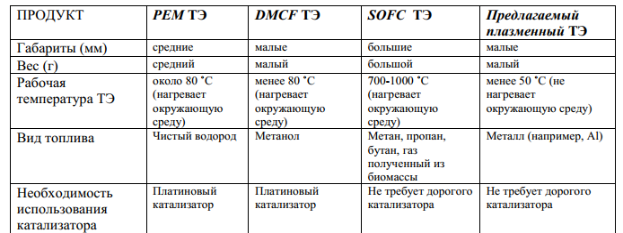 ПРОДУКТ PEM ТЭ DMCF ТЭ SOFC ТЭ Предлагаемый
плазменный ТЭ
Габариты (мм) средние малые большие малые
Вес (г) средний малый большой малый
Рабочая около 80 ˚С менее 80 ˚С 700-1000 ˚С менее 50 ˚С (не
температура ТЭ (нагревает (нагревает (нагревает нагревает
окружающую окружающую окружающую окружающую среду)
среду) среду) среду)
Вид топлива Чистый водород Метанол Метан, пропан, Металл (например, Al)
бутан, газ
полученный из
биомассы
Необходимость Платиновый Платиновый Не требует дорогого Не требует дорогого
использования катализатор катализатор катализатора катализатора
катализатора